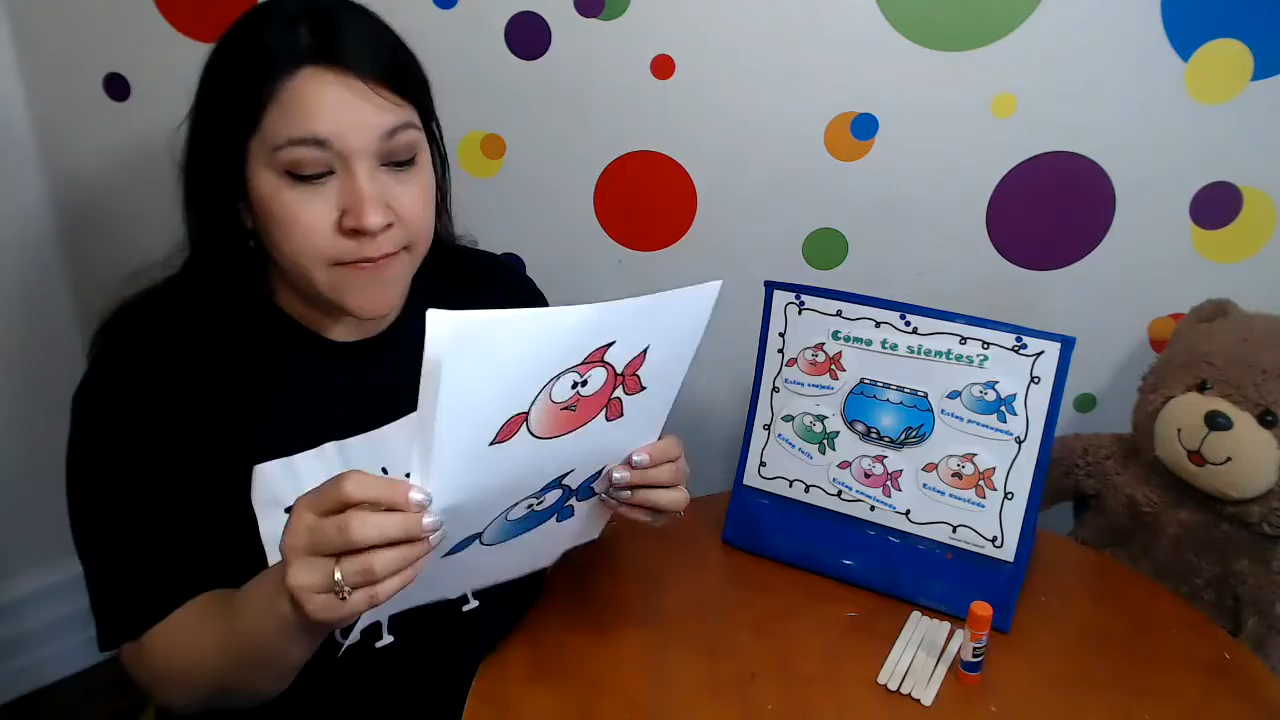 Cómo te sientes?
Estoy enojado
Estoy preocupado
Estoy feliz
Estoy emocionado
Estoy asustado